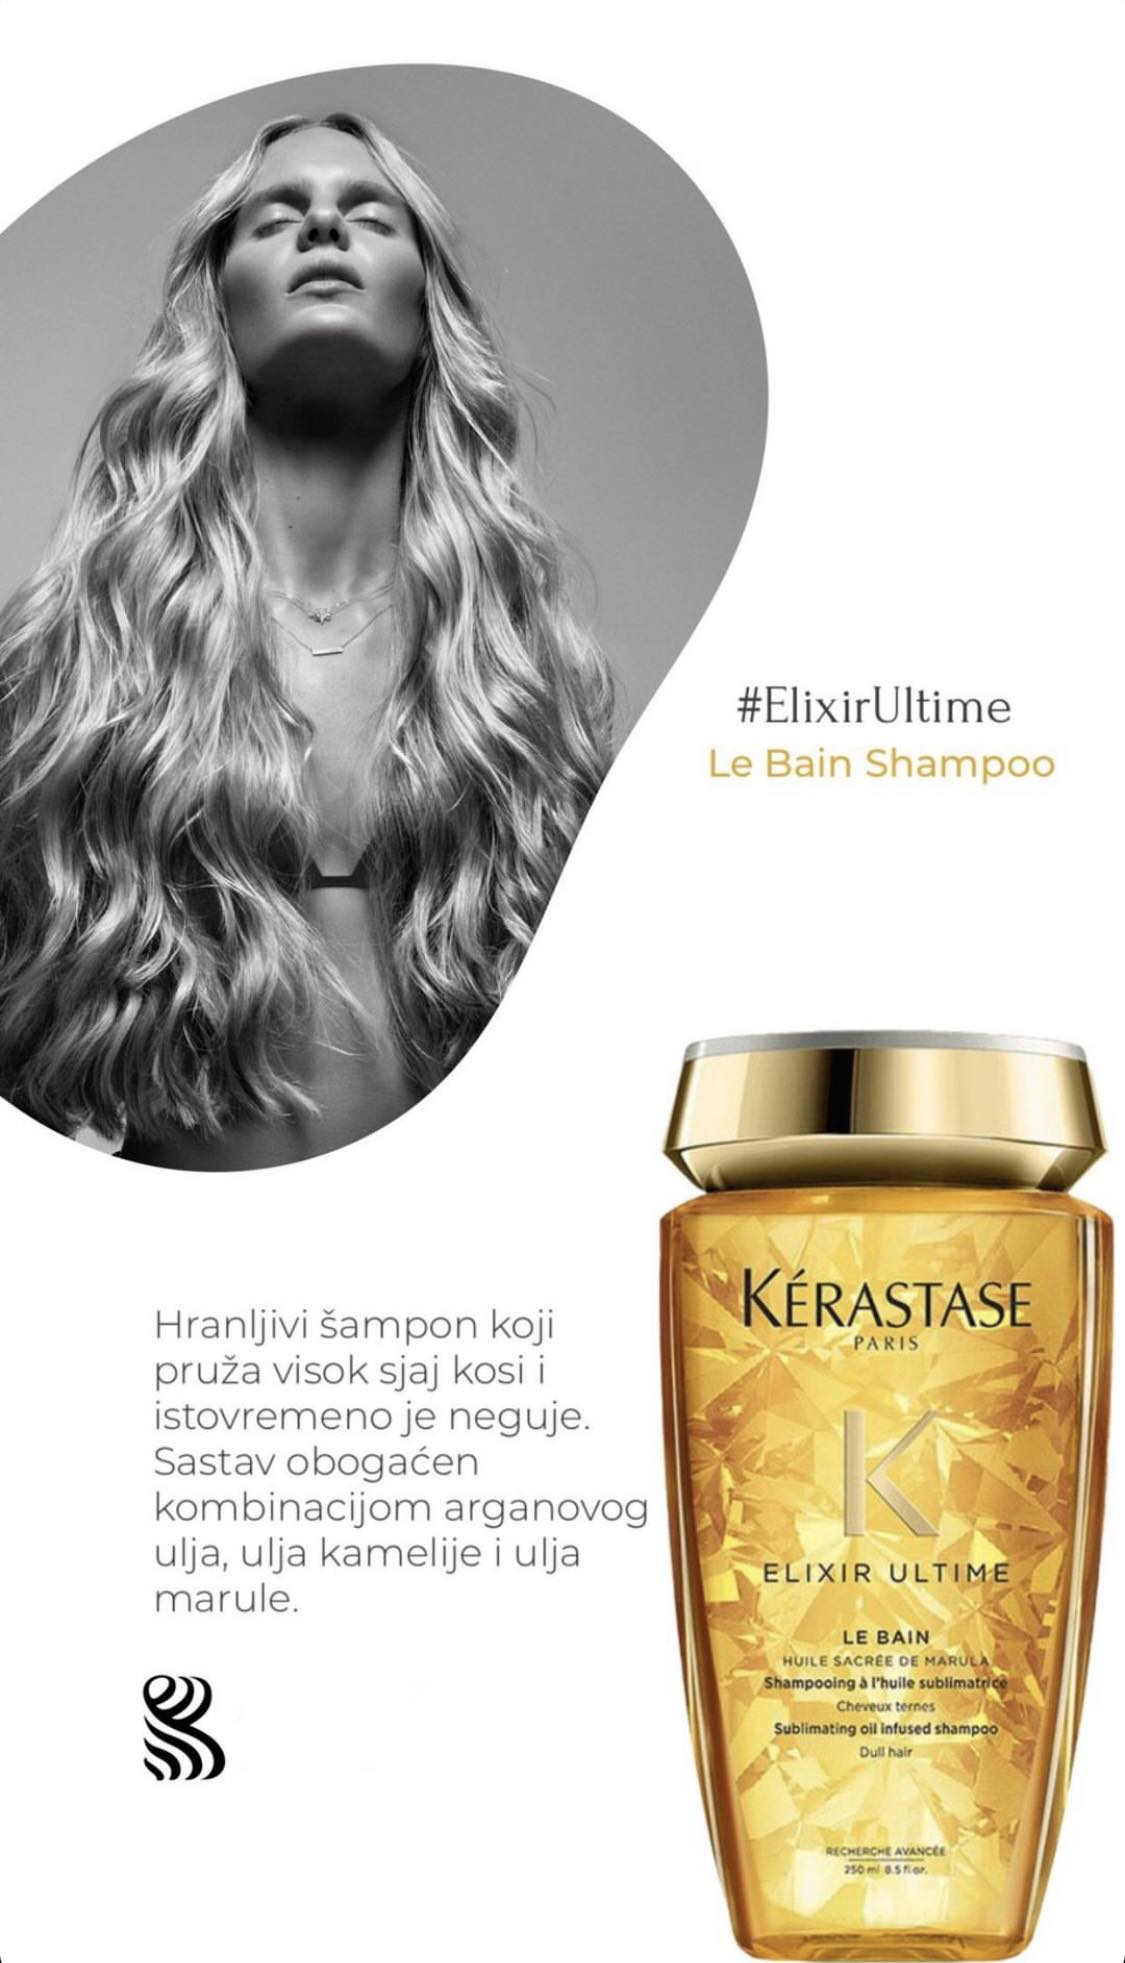 #ElixirUltime
Le Bain Shampoo
Hranljivi šampon koji
pruža visok sjaj kosi i
istovremeno je neguje.
Sastav obogaćen
kombinacijom arganovog
ulja, ulja kamelije i ulja
marule.
KÉRASTASE
PARIS
K
ELIXIR ULTIME
LE BAIN
HUILE SACRÉE DE MARULA
Shampooing à l'huile sublimatrice
Cheveux ternes
Sublimating oil infused shampoo
Dull hair
RECHERCHE AVANCÉE
250 ml 8.5 fl.oz.